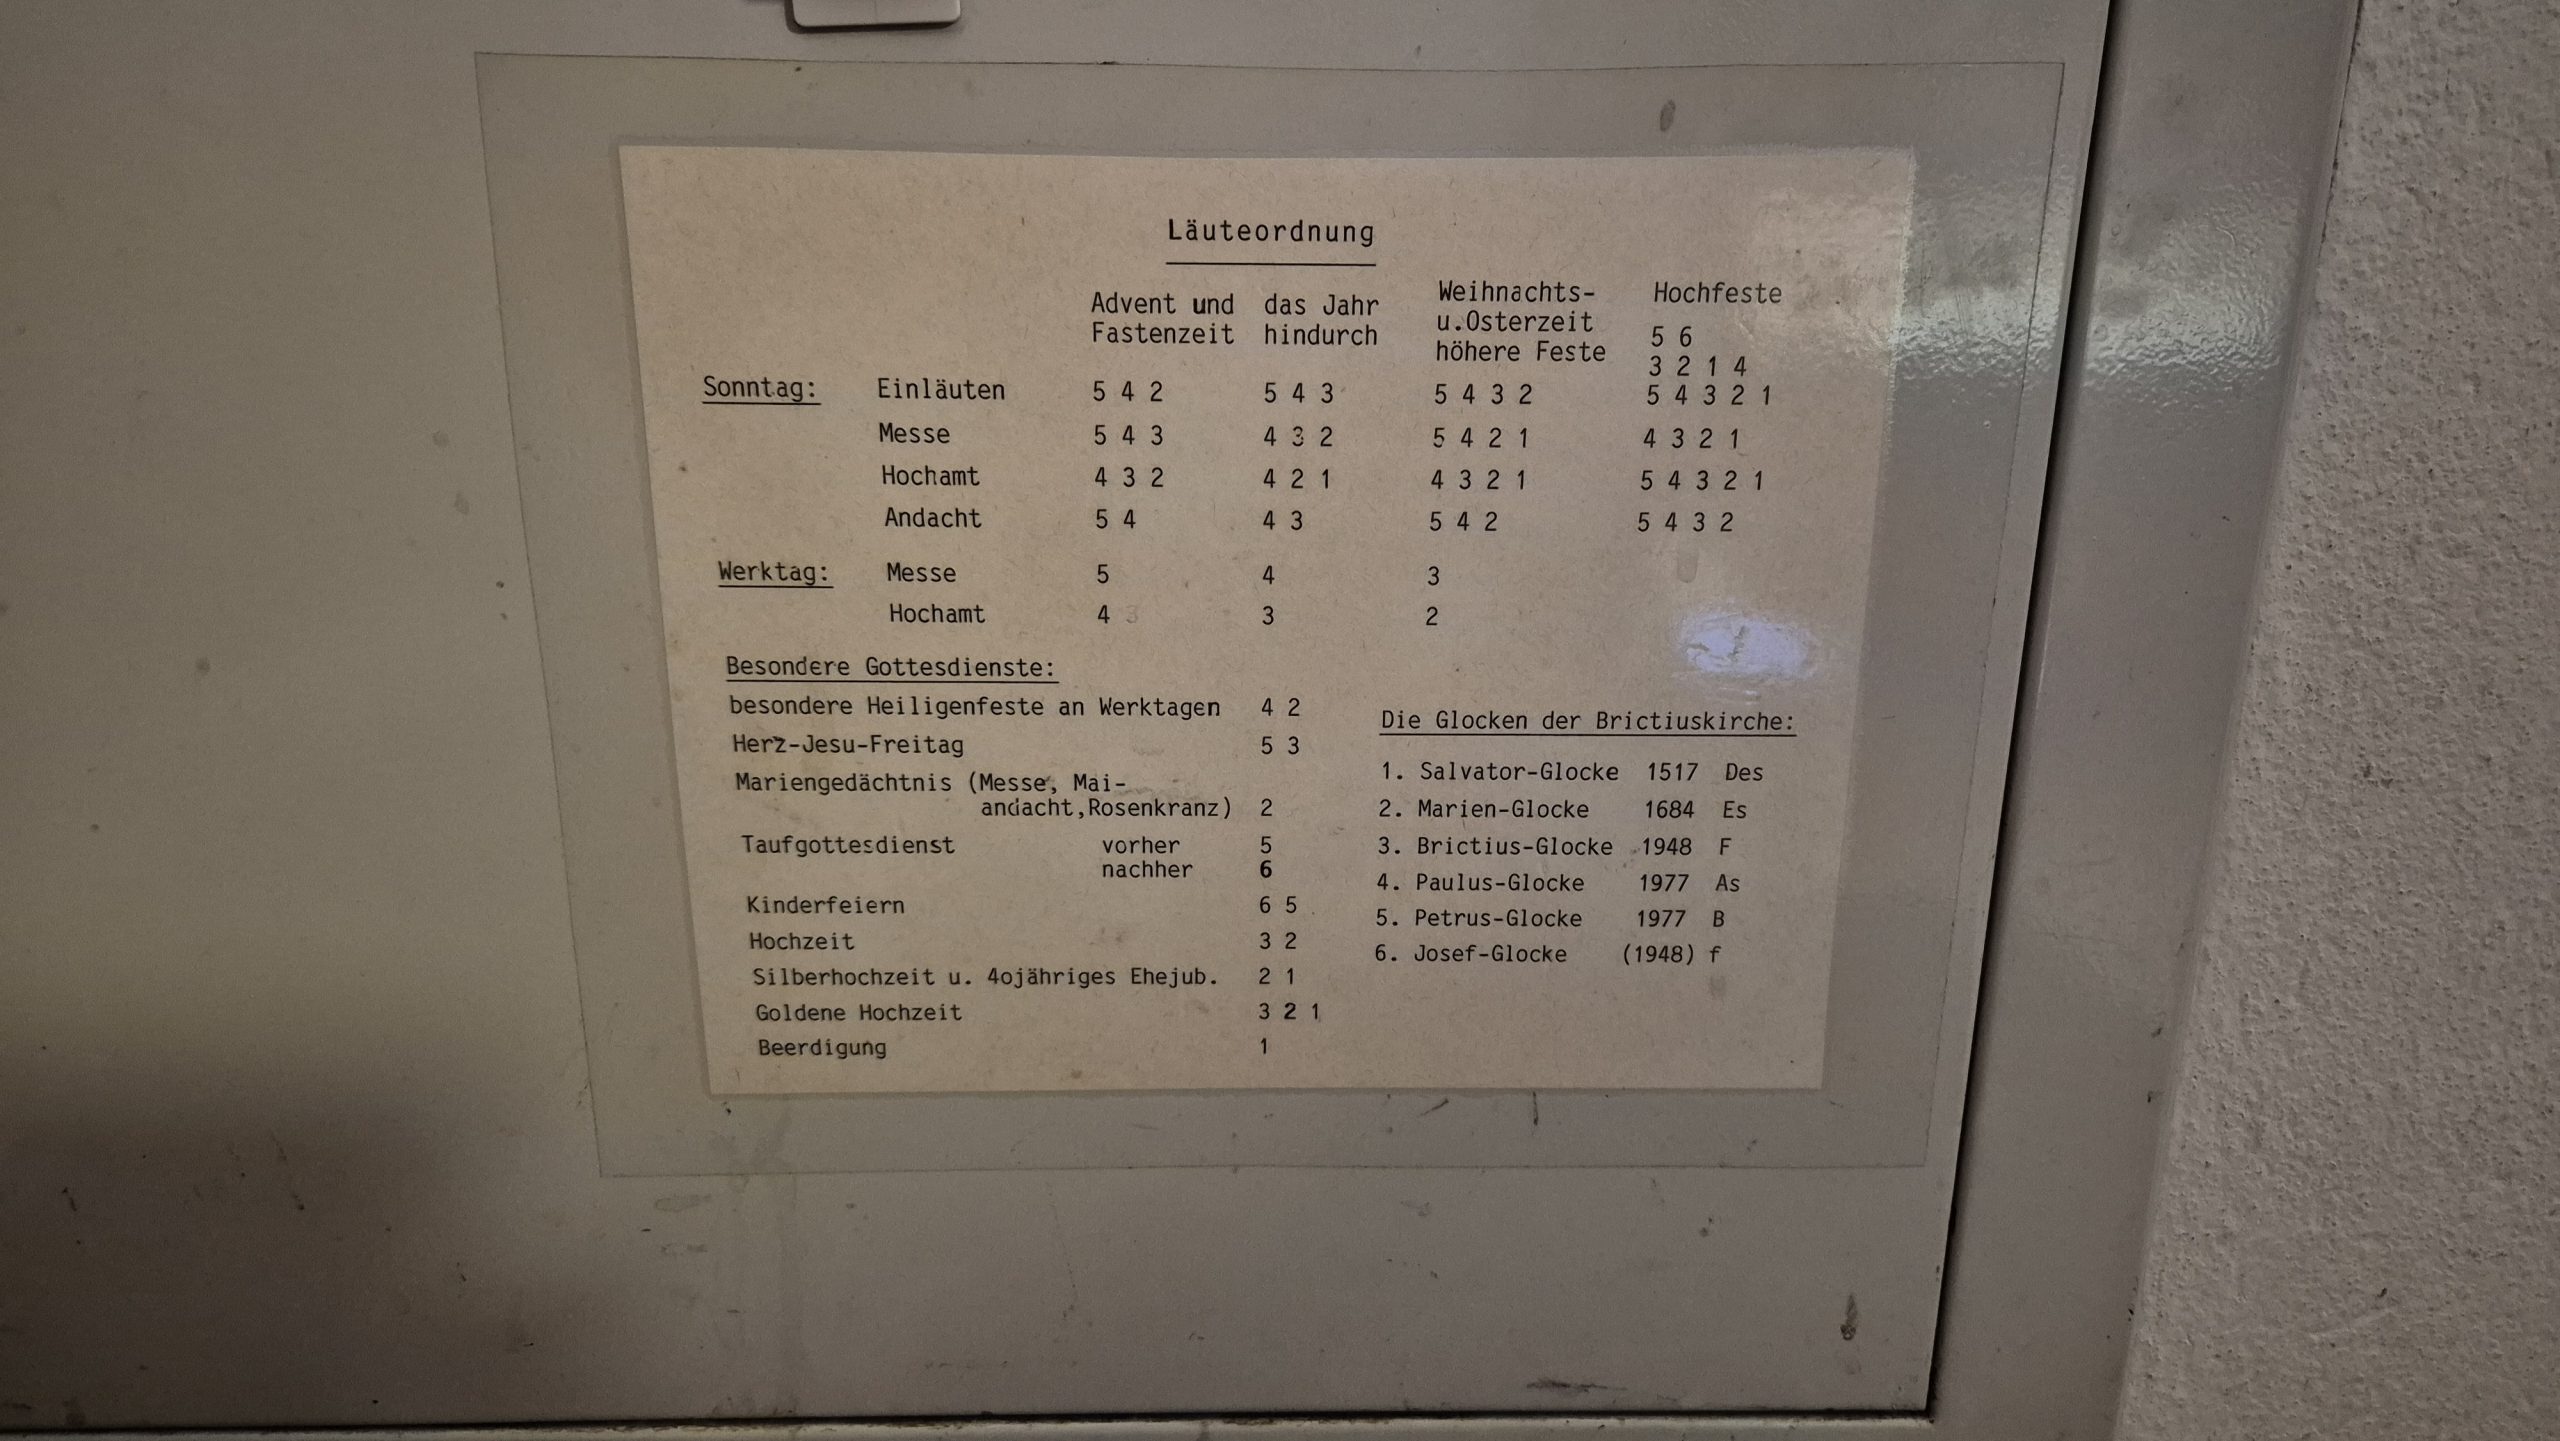 Läuteordnung
Advent und das Jahr Weihnachts- Hochfeste
Fastenzeit hindurch u.Osterzeit 5 6
höhere Feste 3 2 1 4
Sonntag: Einläuten 5 4 2 5 4 3 5 4 3 2 5 4 3 2 1
Messe 5 4 3 4 3 2 5 4 2 1 4 3 2 1
Hochamt 4 3 2 4 2 1 4 3 2 1 5 4 3 2 1
Andacht 5 4 4 3 5 4 2 5 4 3 2
Werktag: Messe 5 4 3
Hochamt 4 3 2
Besondere Gottesdienste:
besondere Heiligenfeste an Werktagen 4 2
Herz-Jesu-Freitag 5 3
Mariengedächtnis (Messe, Mai-
andacht,Rosenkranz) 2
Taufgottesdienst vorher 5
nachher 6
Kinderfeiern 6 5
Hochzeit 3 2
Silberhochzeit u. 4ojähriges Ehejub. 2 1
Goldene Hochzeit 3 2 1
Beerdigung 1
Die Glocken der Brictiuskirche:
1. Salvator-Glocke 1517 Des
2. Marien-Glocke 1684 Es
3. Brictius-Glocke 1948 F
4. Paulus-Glocke 1977 As
5. Petrus-Glocke 1977 B
6. Josef-Glocke (1948) f